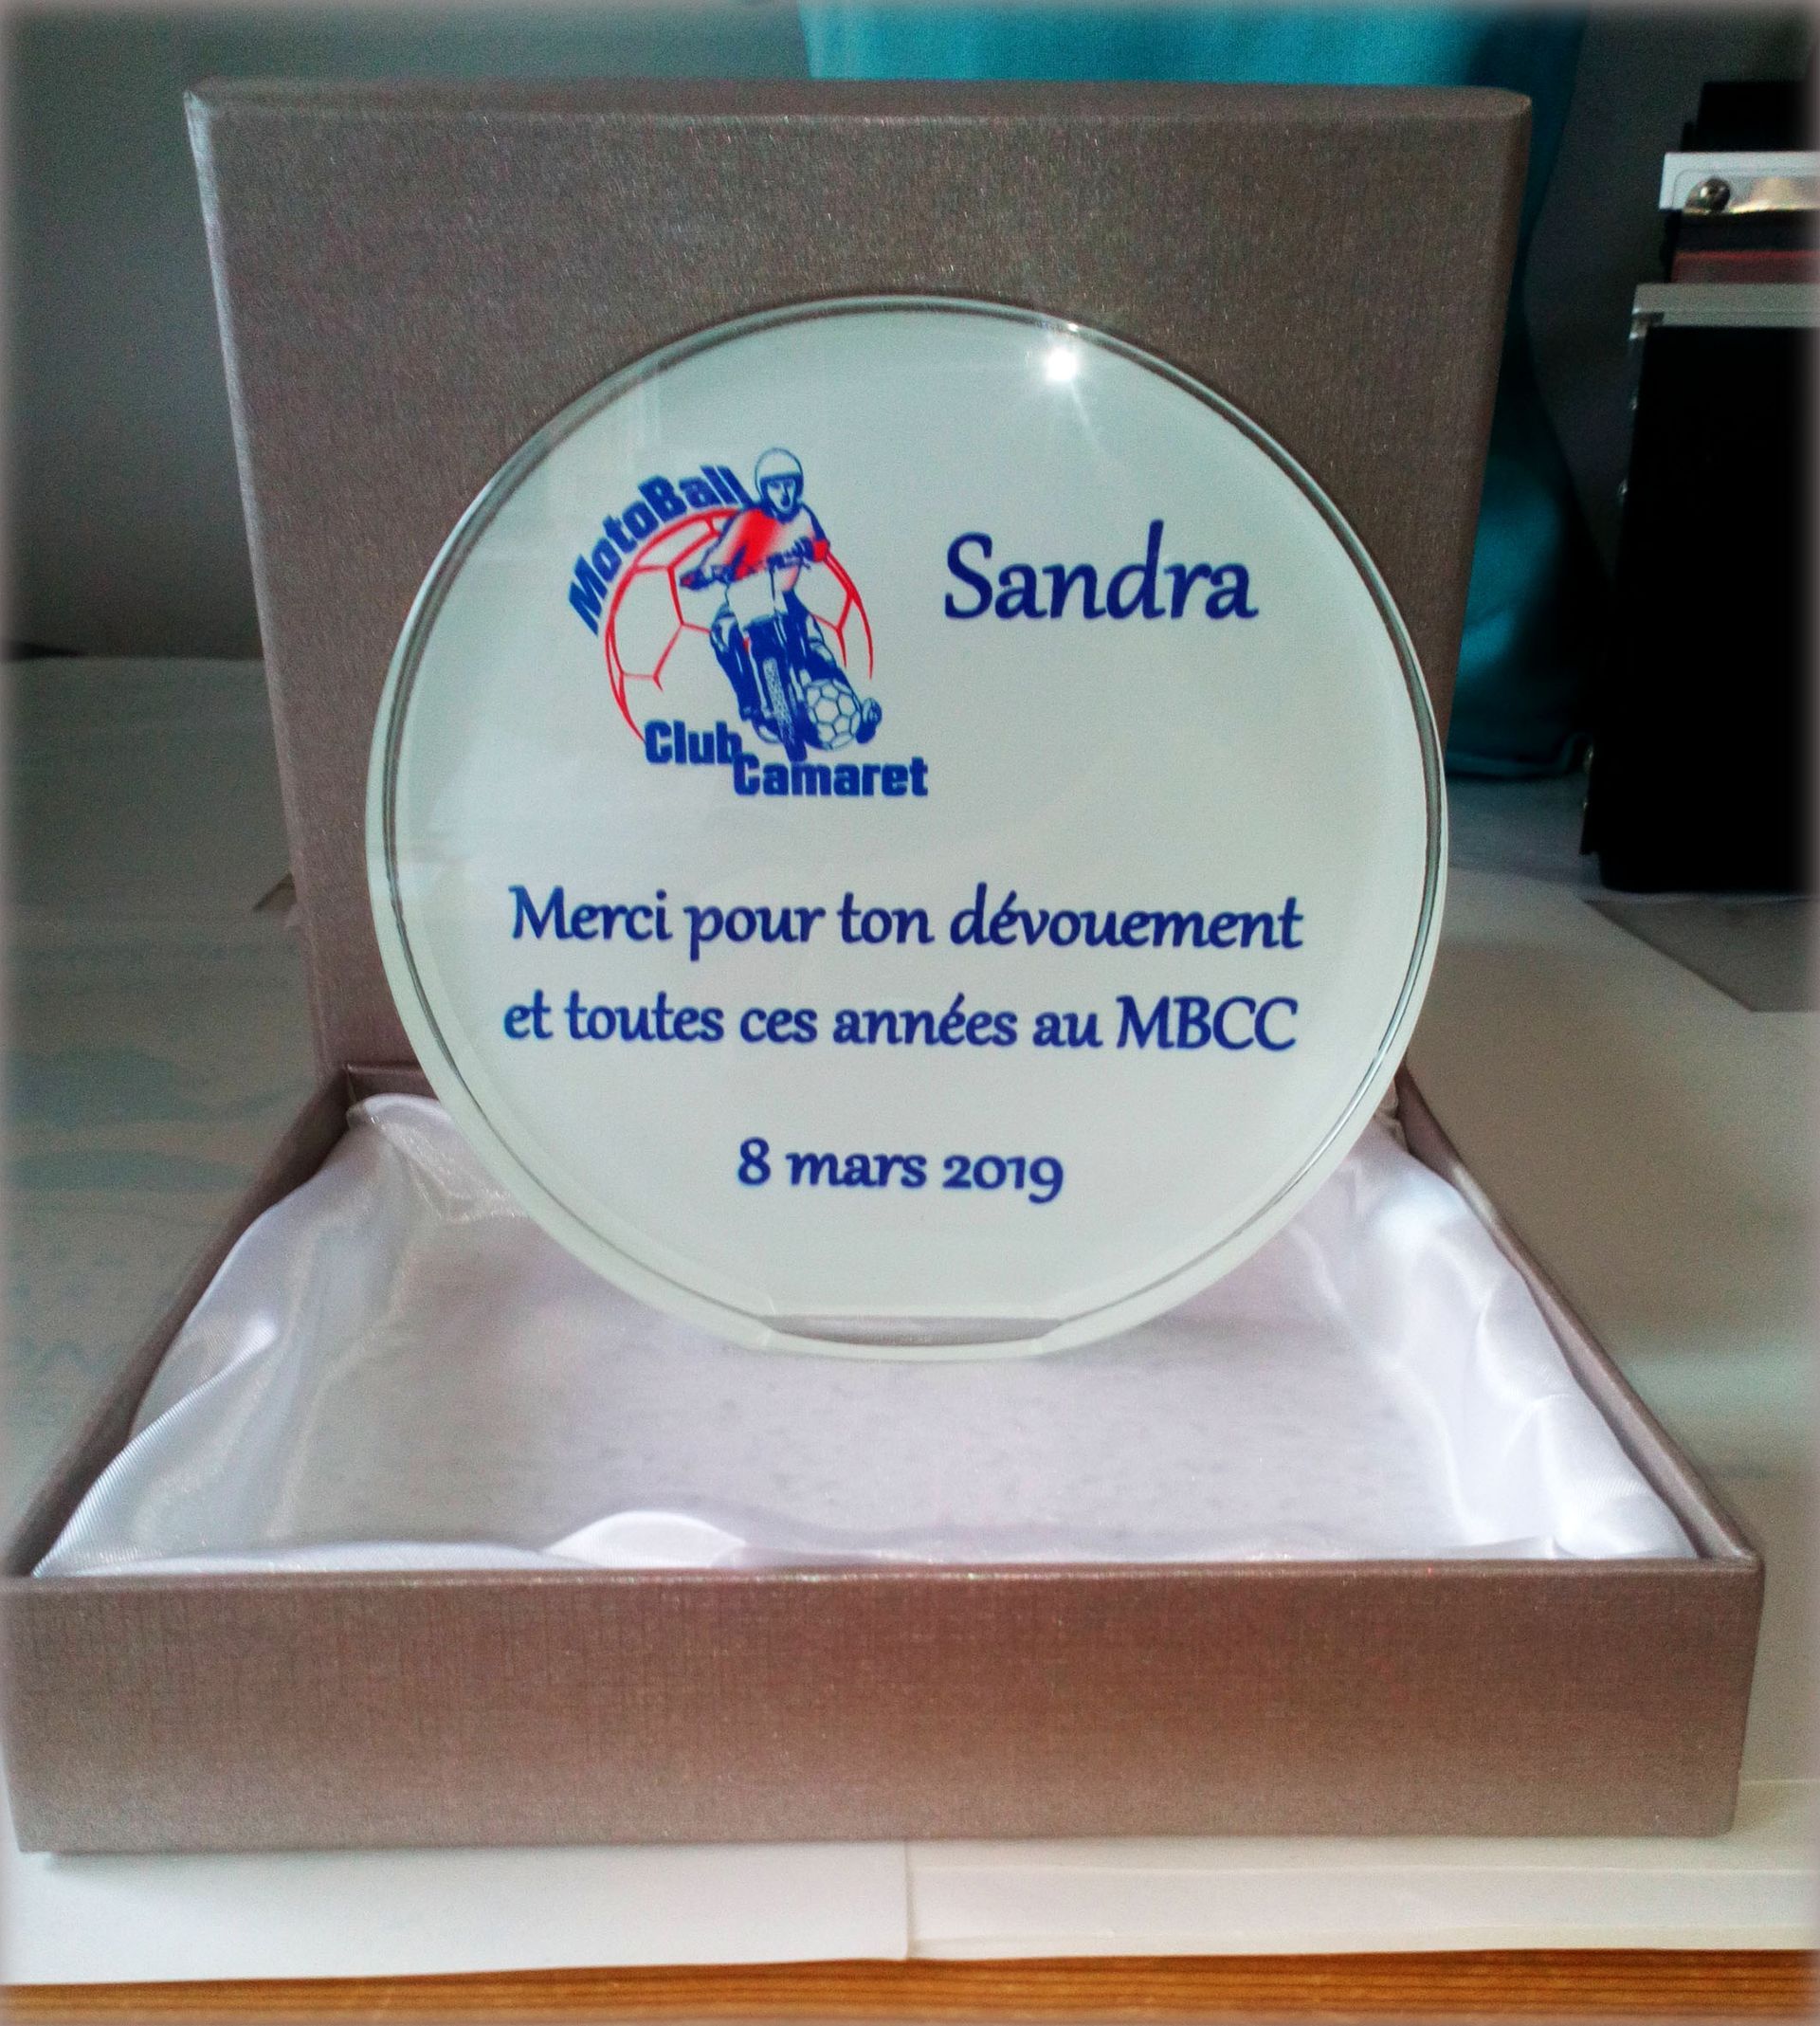 MotoBall
Club
Camaret
Sandra
Merci pour ton dévouement
et toutes ces années au MBCC
8 mars 2019